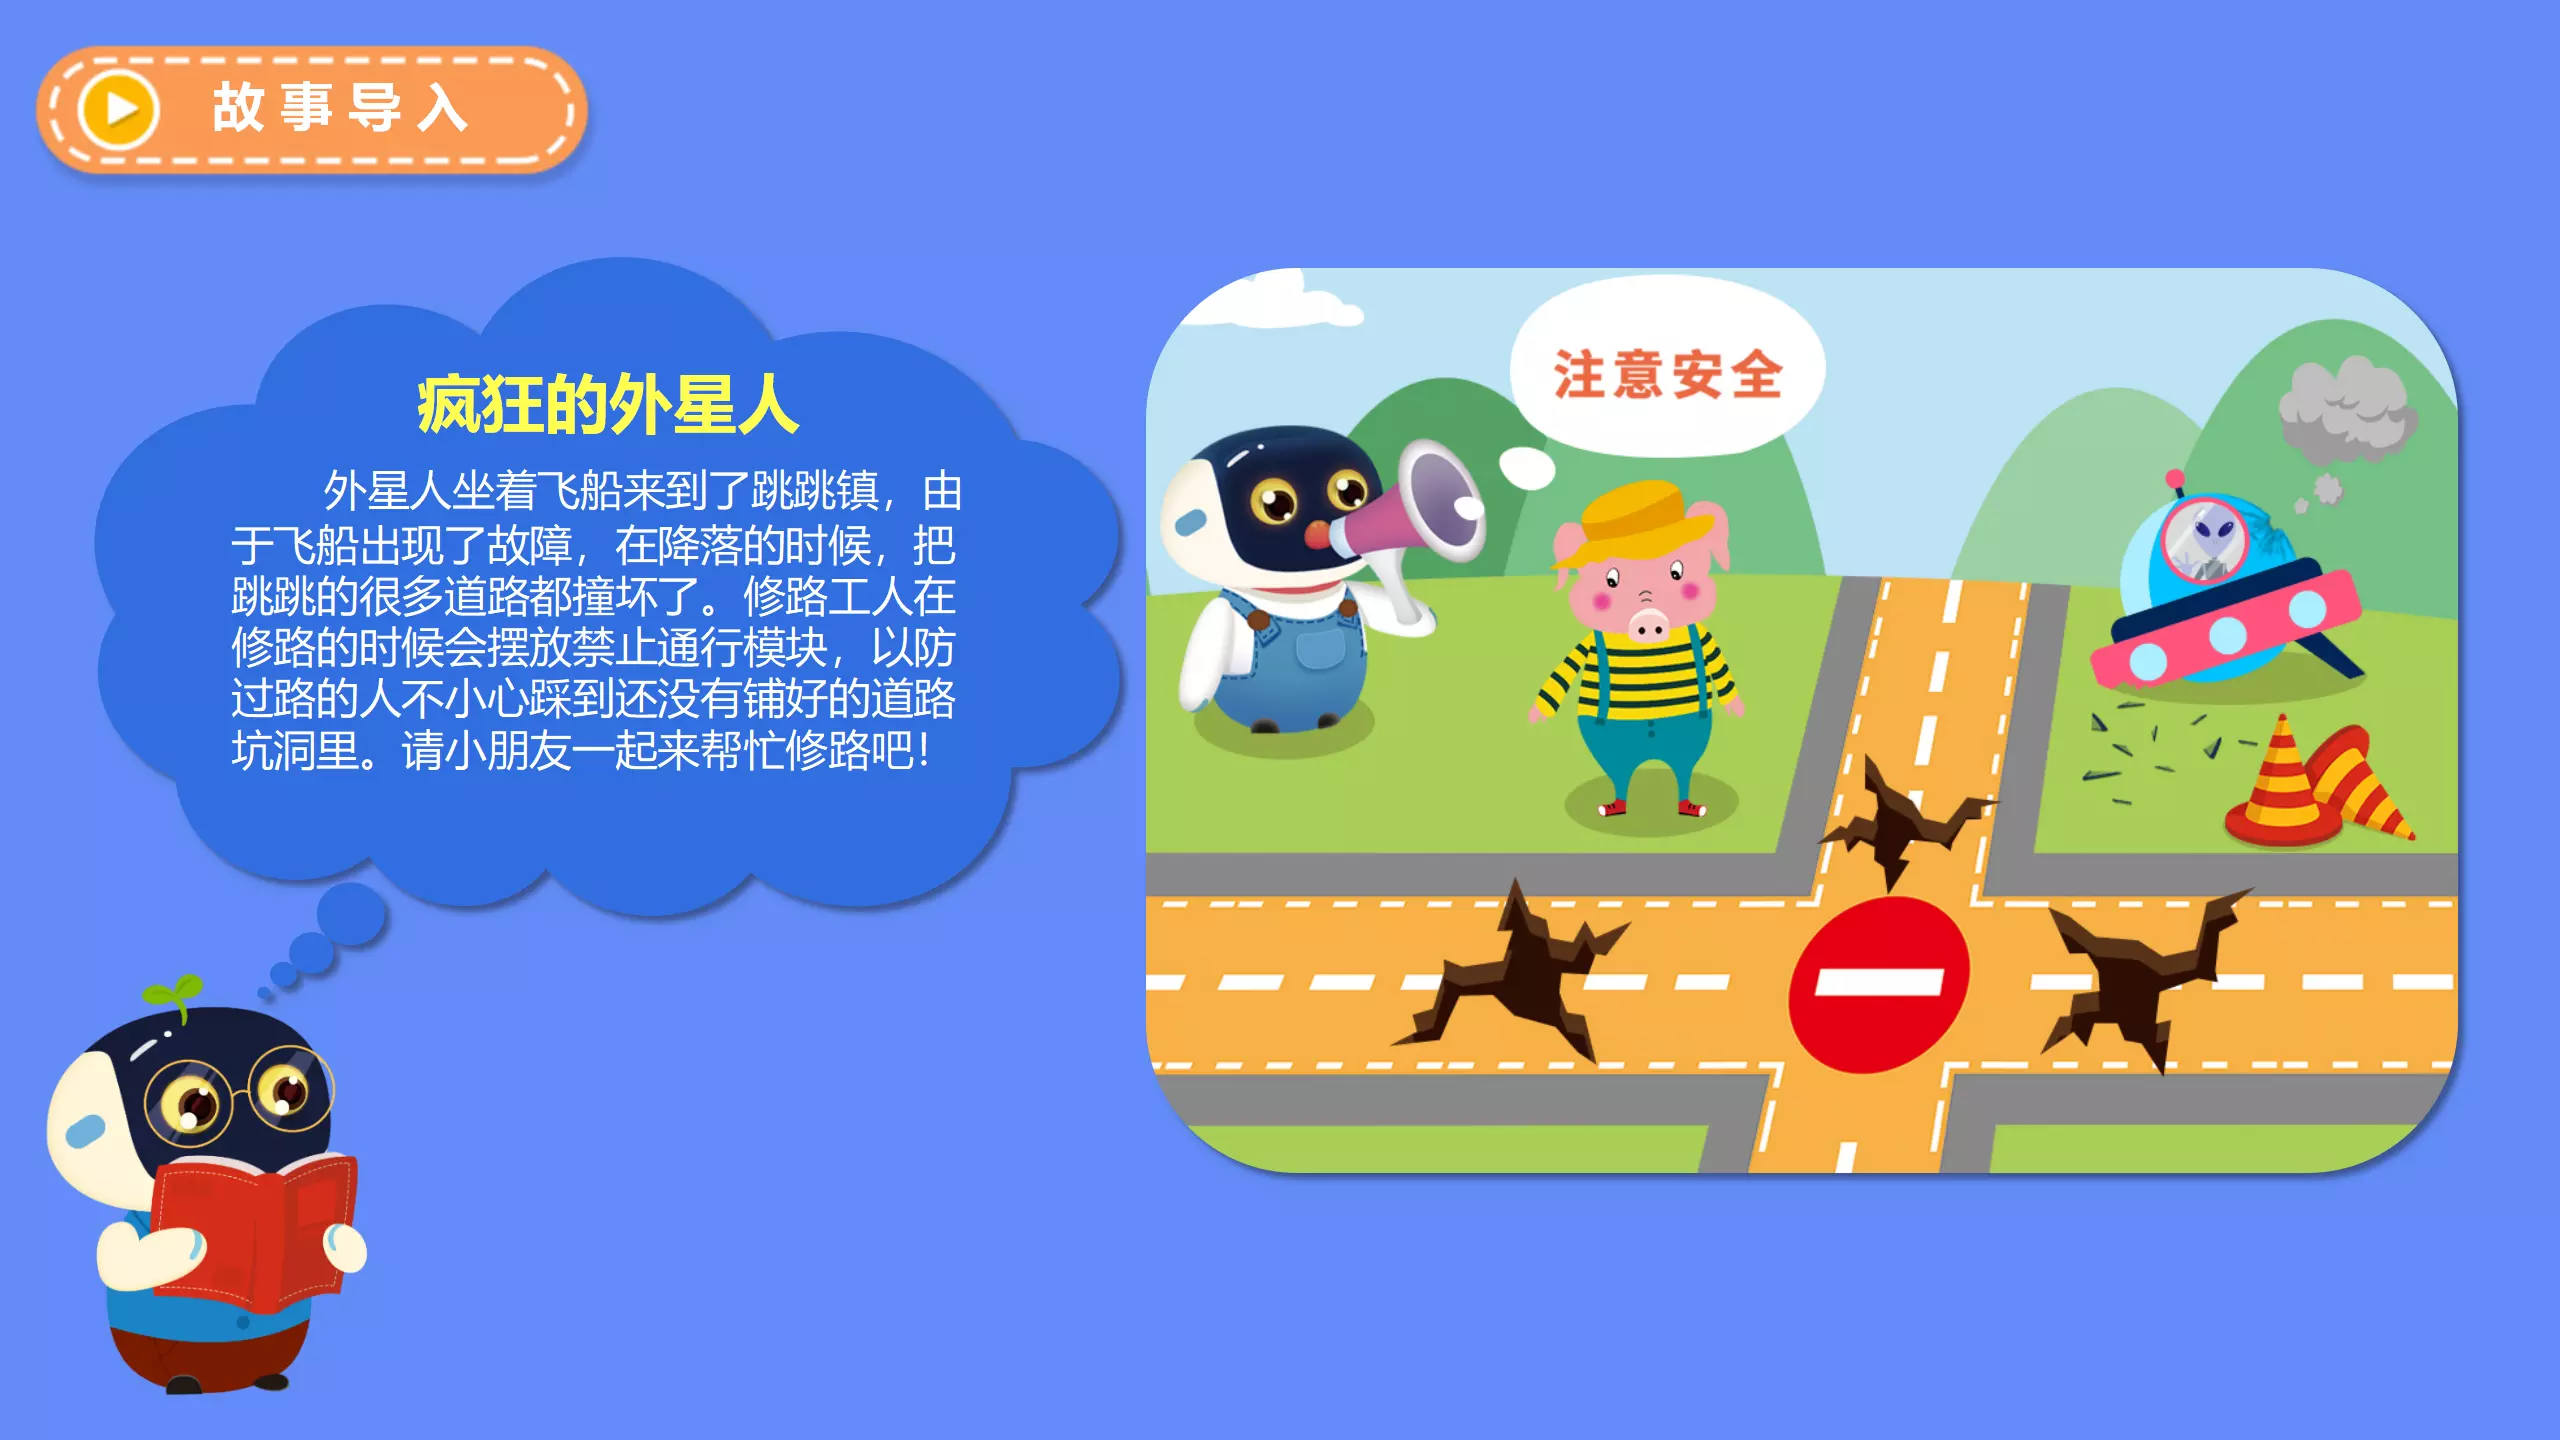 故事导入
疯狂的外星人
外星人坐着飞船来到了跳跳镇，由
于飞船出现了故障，在降落的时候，把
跳跳的很多道路都撞坏了。修路工人在
修路的时候会摆放禁止通行模块，以防
过路的人不小心踩到还没有铺好的道路
坑洞里。请小朋友一起来帮忙修路吧！
注意安全